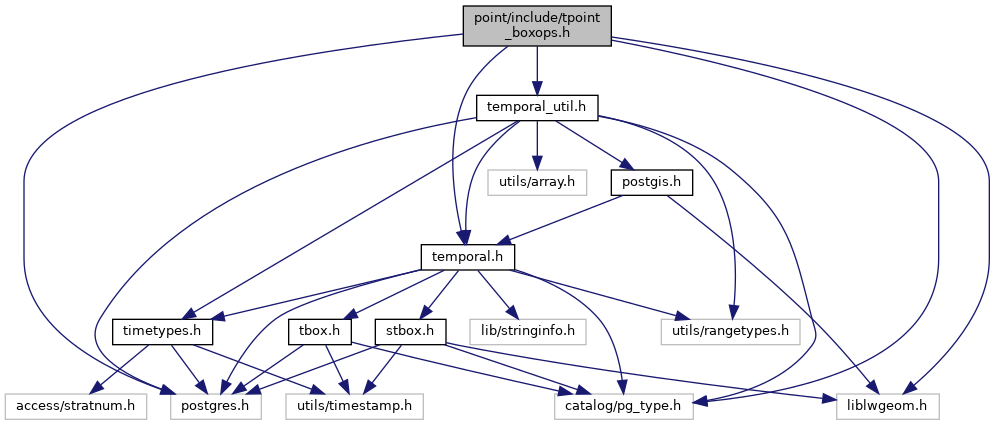 point/include/tpoint
_boxops.h
temporal_util.h
utils/array.h
postgis.h
temporal.h
timetypes.h
tbox.h
stbox.h
lib/stringinfo.h
utils/rangetypes.h
access/stratnum.h
postgres.h
utils/timestamp.h
catalog/pg_type.h
liblwgeom.h